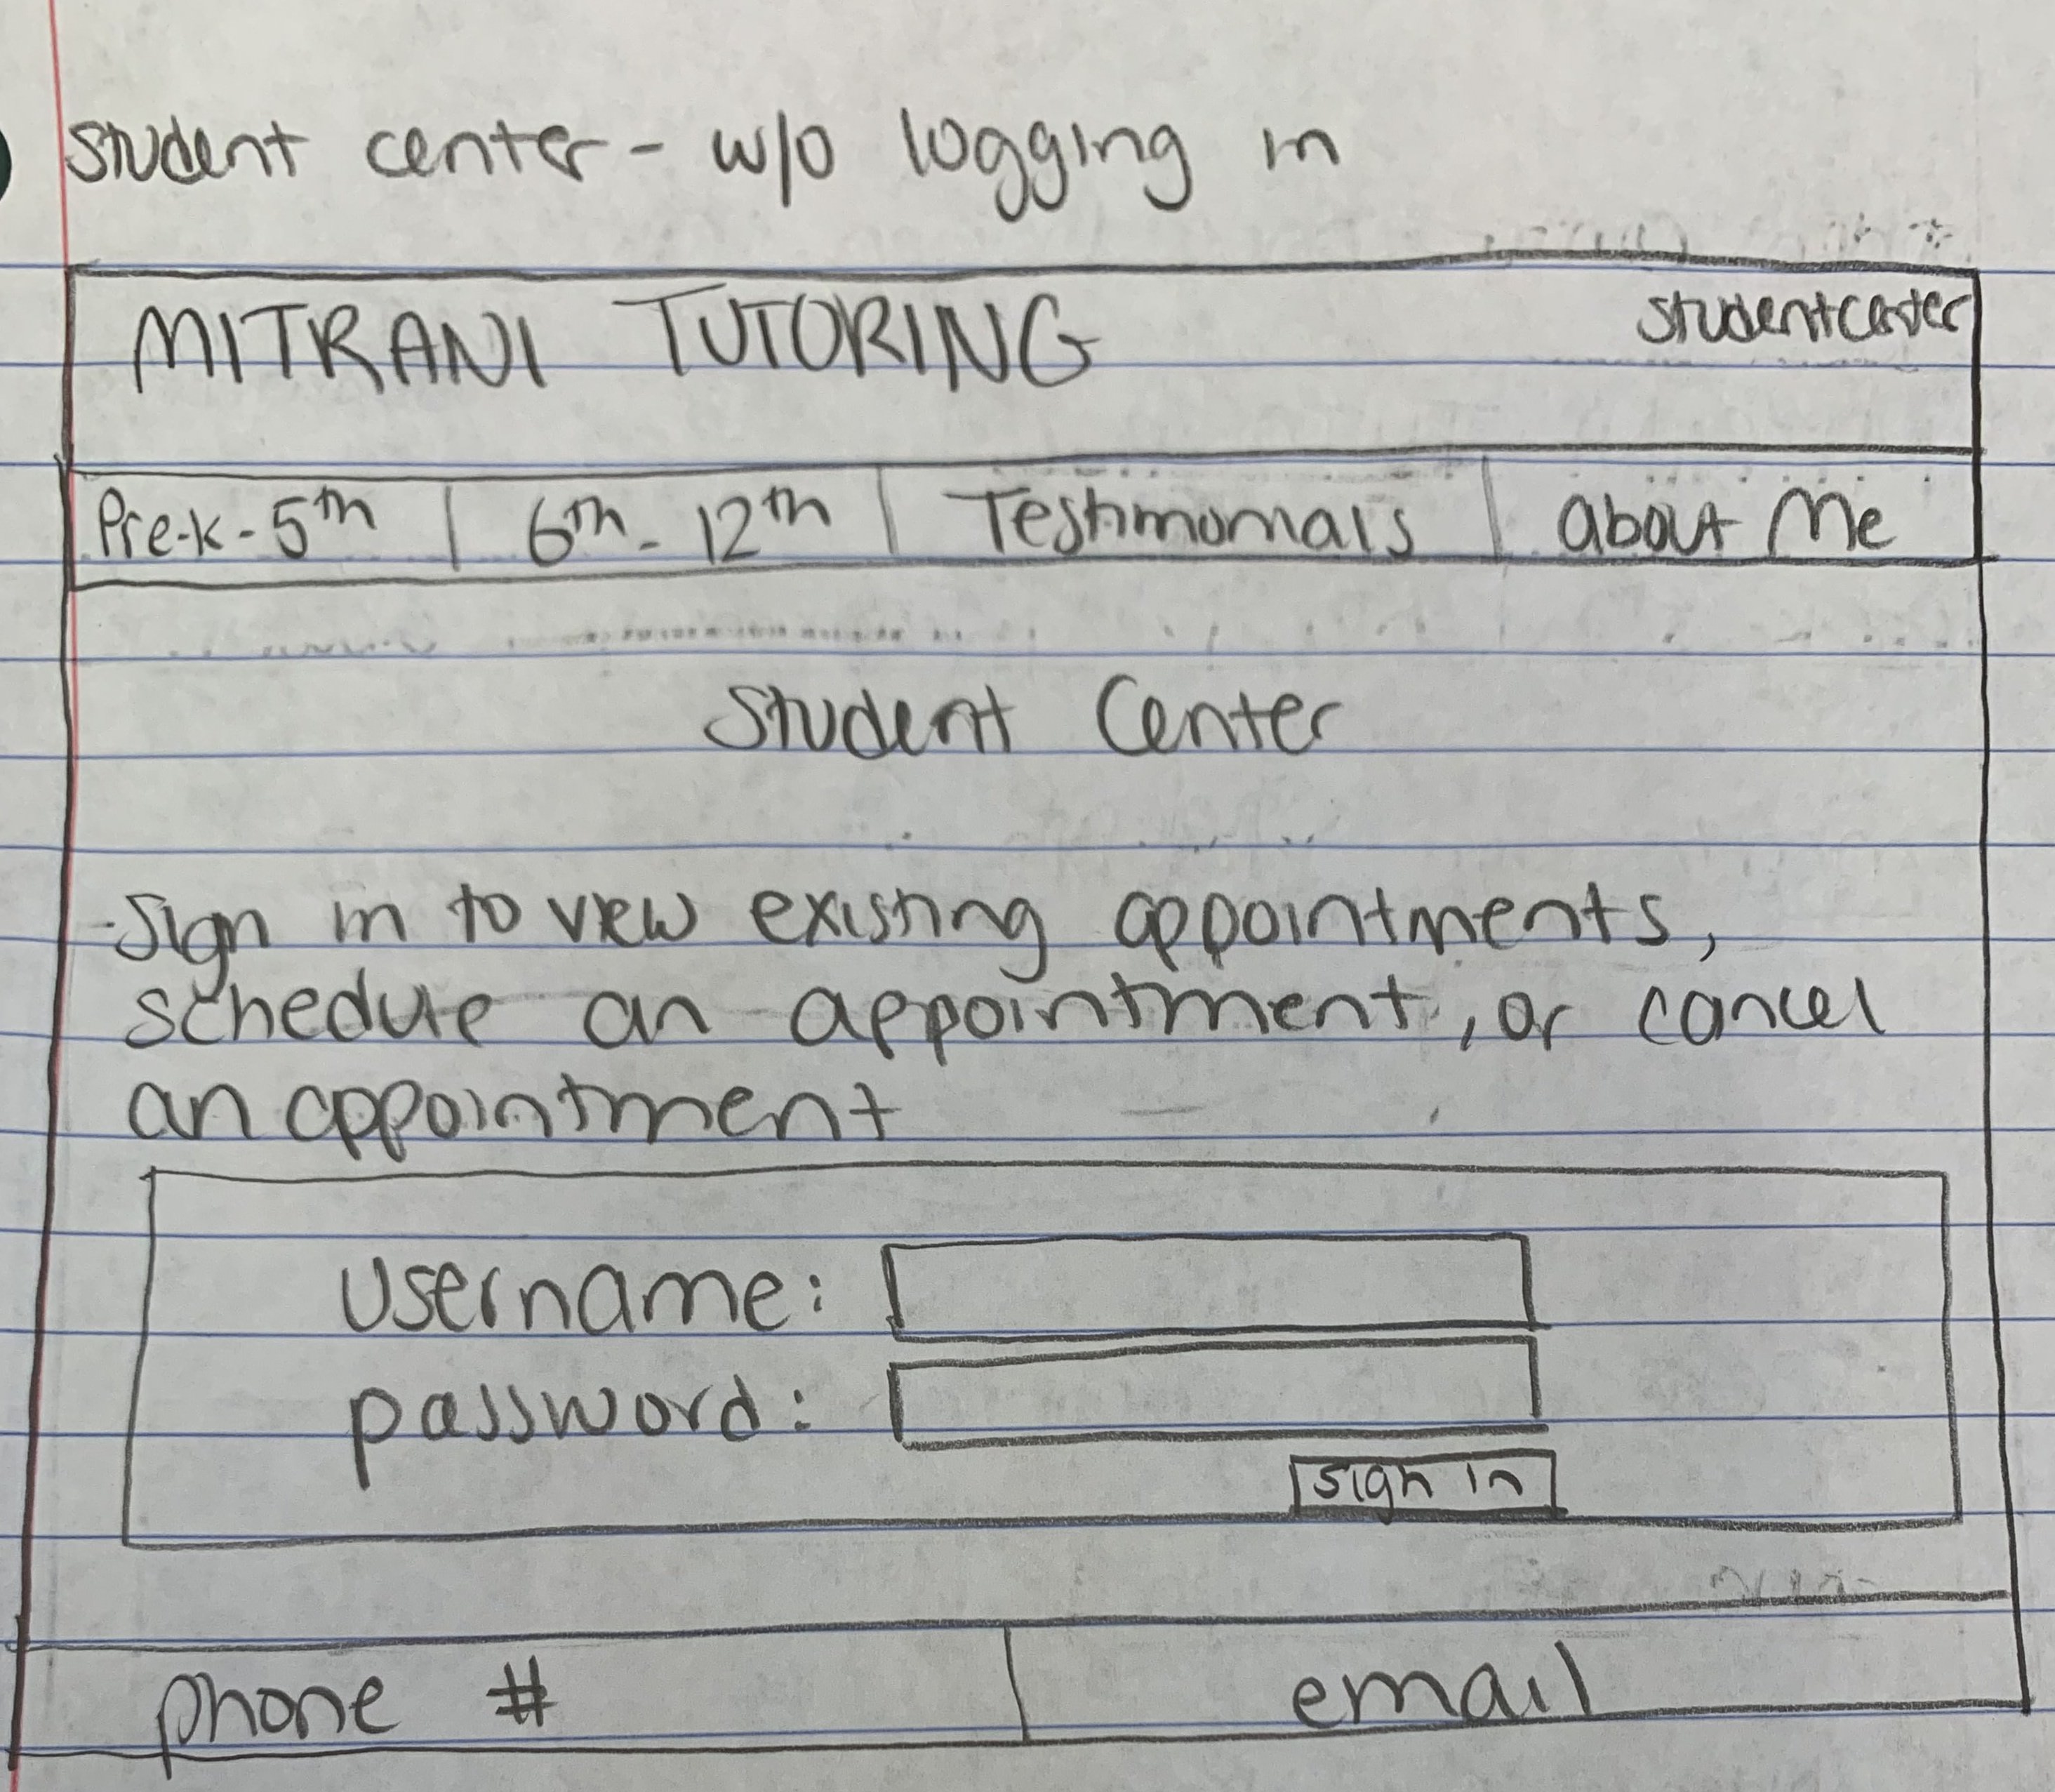 student center - w/o logging in
MITRANI TUTORING
studentcenter
Pre-k-5th | 6th - 12th | Testimonials | about Me
Student Center
-Sign in to view existing appointments,
schedule an appointment, or cancel
an appointment
username:
password:
sign in
phone #
email